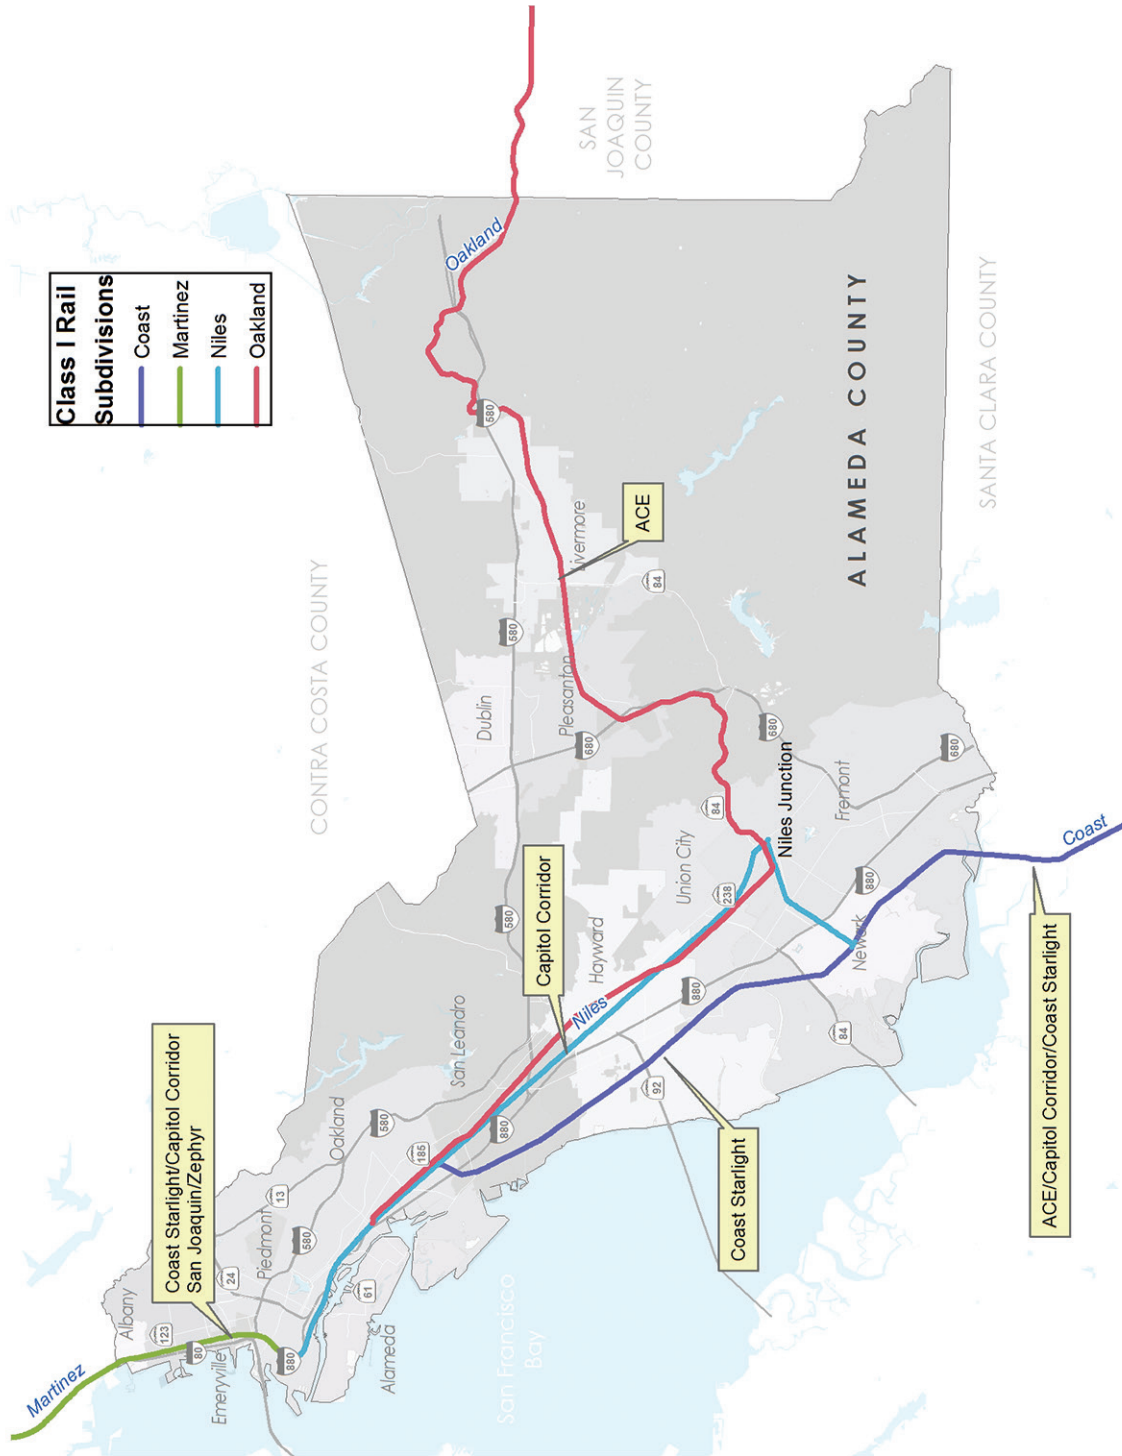 Class I Rail
Subdivisions
Coast
Martinez
Niles
Oakland
SAN
JOAQUIN
COUNTY
CONTRA COSTA COUNTY
ALAMEDA COUNTY
SANTA CLARA COUNTY
San Francisco
Bay
Martinez
Albany
123
80
Emeryville
880
Coast Starlight/Capitol Corridor
San Joaquin/Zephyr
24
Piedmont
13
580
61
Alameda
Oakland
580
185
San Leandro
880
Niles
Capitol Corridor
580
Hayward
92
880
Coast Starlight
84
Union City
238
84
Niles Junction
Newark
880
Fremont
680
680
Coast
ACE/Capitol Corridor/Coast Starlight
Dublin
580
680
Pleasanton
Livermore
84
ACE
580
Oakland